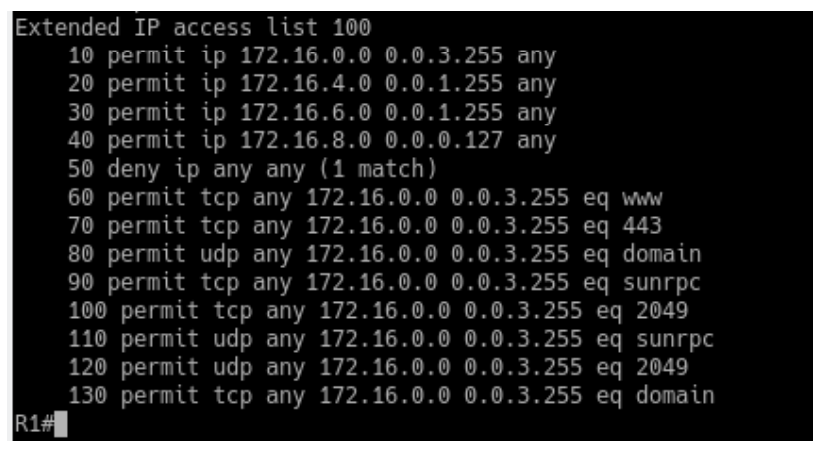 Extended IP access list 100
    10 permit ip 172.16.0.0 0.0.3.255 any
    20 permit ip 172.16.4.0 0.0.1.255 any
    30 permit ip 172.16.6.0 0.0.1.255 any
    40 permit ip 172.16.8.0 0.0.0.127 any
    50 deny ip any any (1 match)
    60 permit tcp any 172.16.0.0 0.0.3.255 eq www
    70 permit tcp any 172.16.0.0 0.0.3.255 eq 443
    80 permit udp any 172.16.0.0 0.0.3.255 eq domain
    90 permit tcp any 172.16.0.0 0.0.3.255 eq sunrpc
    100 permit tcp any 172.16.0.0 0.0.3.255 eq 2049
    110 permit udp any 172.16.0.0 0.0.3.255 eq sunrpc
    120 permit udp any 172.16.0.0 0.0.3.255 eq 2049
    130 permit tcp any 172.16.0.0 0.0.3.255 eq domain
R1#